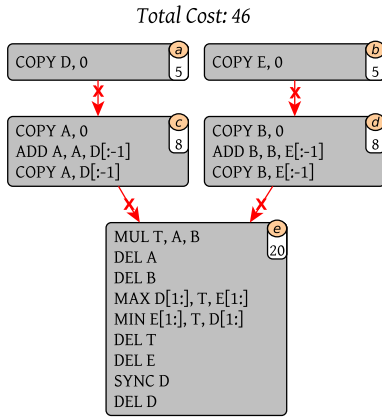 Total Cost: 46
a
COPY D, 0
5
b
COPY E, 0
5
X
X
c
COPY A, 0
8
ADD A, A, D[:-1]
COPY A, D[:-1]
d
COPY B, 0
8
ADD B, B, E[:-1]
COPY B, E[:-1]
X
X
e
MUL T, A, B
20
DEL A
DEL B
MAX D[1:], T, E[1:]
MIN E[1:], T, D[1:]
DEL T
DEL E
SYNC D
DEL D